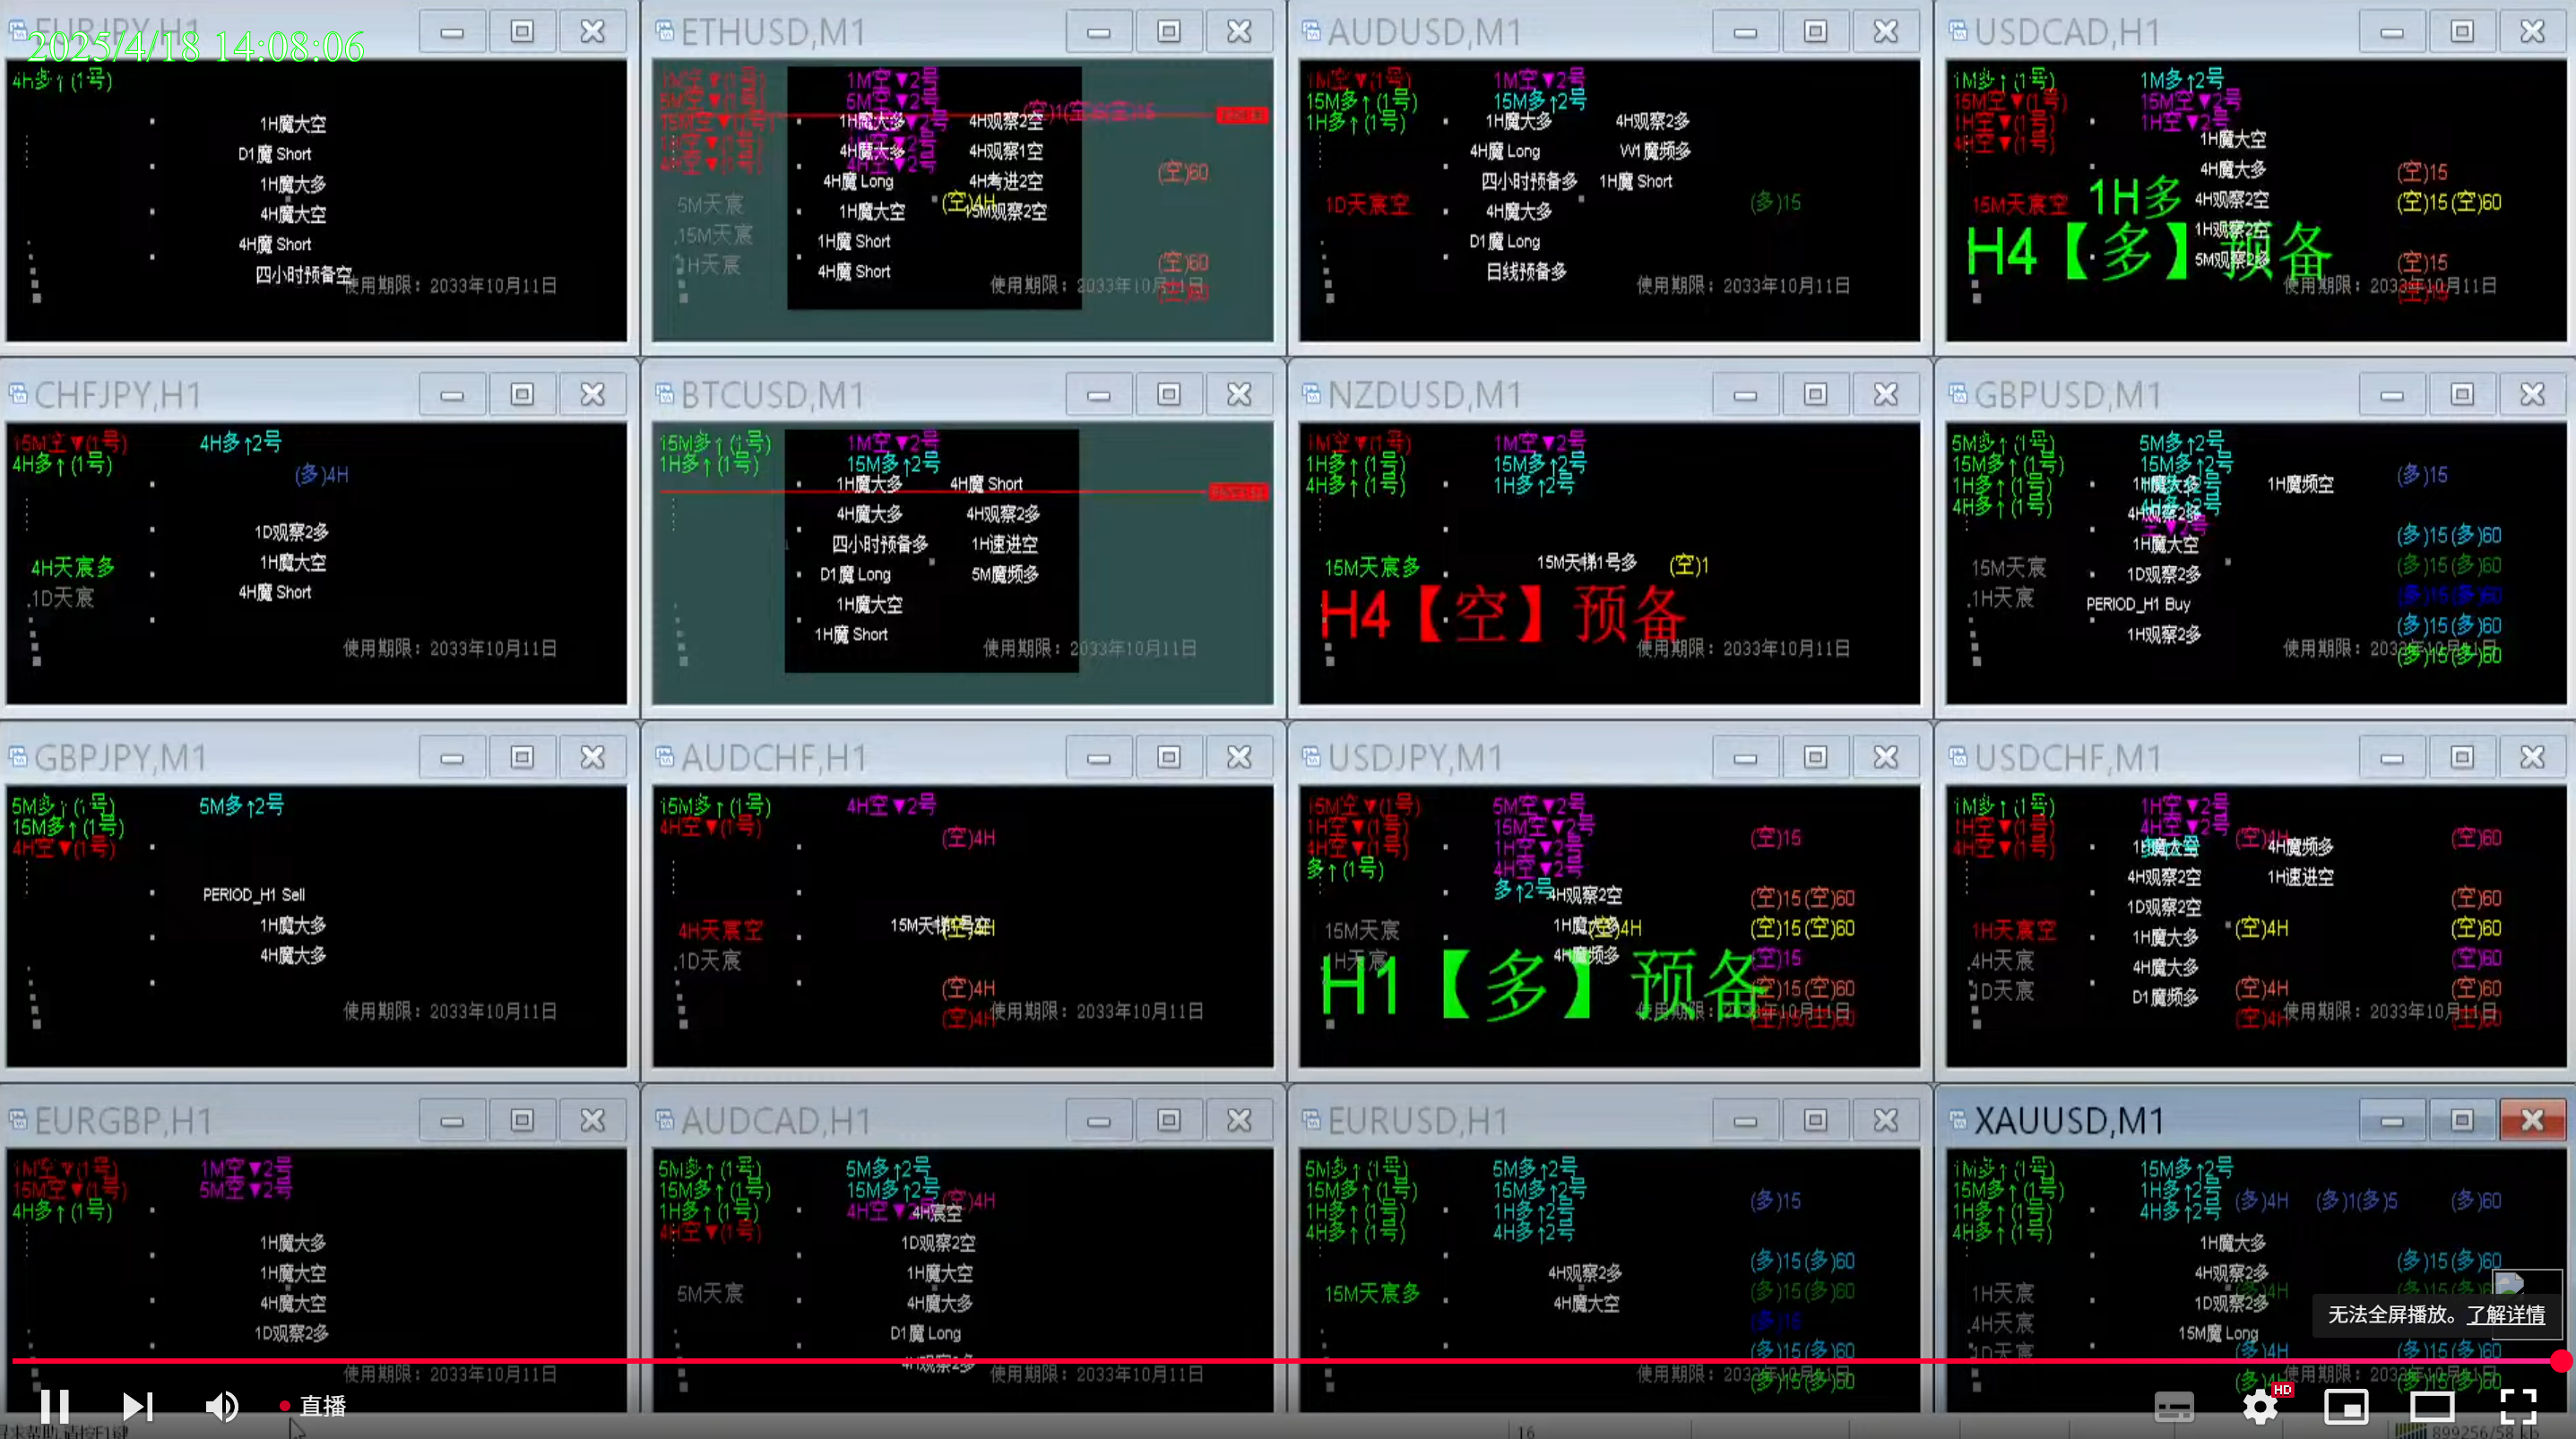 EURJPY,H1
2025/4/18 14:08:06
4H多↑(1号)
1H魔大空
D1魔 Short
1H魔大多
4H魔大空
4H魔 Short
四小时预备空
使用期限：2033年10月11日
ETHUSD,M1
1M空▼(1号)
5M空▼(1号)
15M空▼(1号)
4H空▼(1号)
1M空▼2号
5M空▼2号
1H魔大多
4H魔大多
4H魔 Long
1H魔大空
1H魔 Short
4H魔 Short
4H观察2空
4H观察1空
4H考进2空
15M观察2空
(空)4H
(空)60
(空)60
(空)60
5M天宸
15M天宸
1H天宸
使用期限：2033年10月11日
AUDUSD,M1
1M空▼(1号)
15M多↑(1号)
1H多↑(1号)
1M空▼2号
15M多↑2号
1H魔大多
4H观察2多
4H魔 Long
W1魔频多
四小时预备多
1H魔 Short
1D天宸空
4H魔大多
(多)15
D1魔 Long
日线预备多
使用期限：2033年10月11日
USDCAD,H1
1M多↑(1号)
15M空▼(1号)
1H空▼(1号)
4H空▼(1号)
1M多↑2号
15M空▼2号
1H空▼2号
1H魔大空
4H魔大多
4H观察2空
1H观察2空
5M观察2多
15M天宸空
1H多
H4【多】预备
(空)15
(空)15(空)60
(空)15
(空)15
使用期限：2033年10月11日
CHFJPY,H1
15M空▼(1号)
4H多↑(1号)
4H多↑2号
(多)4H
1D观察2多
1H魔大空
4H魔 Short
4H天宸多
1D天宸
使用期限：2033年10月11日
BTCUSD,M1
15M多↑(1号)
1H多↑(1号)
1M空▼2号
15M多↑2号
1H魔大多
4H魔 Short
4H魔大多
4H观察2多
四小时预备多
1H速进空
D1魔 Long
5M魔频多
1H魔大空
1H魔 Short
使用期限：2033年10月11日
NZDUSD,M1
1M空▼(1号)
1H多↑(1号)
4H多↑(1号)
1M空▼2号
15M多↑2号
1H多↑2号
15M天宸多
15M天梯1号多
(空)1
H4【空】预备
使用期限：2033年10月11日
GBPUSD,M1
5M多↑(1号)
15M多↑(1号)
1H多↑(1号)
4H多↑(1号)
5M多↑2号
15M多↑2号
1H魔大多
4H观察2多
1H魔大空
1D观察2多
PERIOD_H1 Buy
1H观察2多
1H魔频空
15M天宸
1H天宸
(多)15
(多)15(多)60
(多)15(多)60
(多)15(多)60
(多)15(多)60
(多)15(多)60
使用期限：2033年10月11日
GBPJPY,M1
5M多↑(1号)
15M多↑(1号)
4H空▼(1号)
5M多↑2号
PERIOD_H1 Sell
1H魔大多
4H魔大多
使用期限：2033年10月11日
AUDCHF,H1
15M多↑(1号)
4H空▼(1号)
4H空▼2号
(空)4H
4H天宸空
1D天宸
(空)4H
(空)4H
使用期限：2033年10月11日
USDJPY,M1
15M空▼(1号)
1H空▼(1号)
4H空▼(1号)
多↑(1号)
5M空▼2号
15M空▼2号
1H空▼2号
4H空▼2号
多↑2号
4H观察2空
1H魔大多
(空)4H
4H魔频多
15M天宸
1H天宸
H1【多】预备
(空)15
(空)15(空)60
(空)15(空)60
(空)15
(空)15(空)60
(空)15(空)60
使用期限：2033年10月11日
USDCHF,M1
1M多↑(1号)
1H空▼(1号)
4H空▼(1号)
1H空▼2号
4H空▼2号
1H魔大空
4H观察2空
1D观察2空
1H魔大多
4H魔大多
D1魔频多
(空)4H
4H魔频多
1H速进空
(空)4H
(空)4H
(空)4H
1H天宸空
4H天宸
1D天宸
(空)60
(空)60
(空)60
(空)60
(空)60
(空)60
使用期限：2033年10月11日
EURGBP,H1
1M空▼(1号)
15M空▼(1号)
4H多↑(1号)
1M空▼2号
5M空▼2号
1H魔大多
1H魔大空
4H魔大空
1D观察2多
使用期限：2033年10月11日
AUDCAD,H1
5M多↑(1号)
15M多↑(1号)
1H多↑(1号)
4H空▼(1号)
5M多↑2号
15M多↑2号
4H空▼2号
(空)4H
4H宸空
1D观察2空
1H魔大空
4H魔大多
D1魔 Long
4H观察2多
5M天宸
使用期限：2033年10月11日
EURUSD,H1
5M多↑(1号)
15M多↑(1号)
1H多↑(1号)
4H多↑(1号)
5M多↑2号
15M多↑2号
1H多↑2号
4H多↑2号
4H观察2多
4H魔大空
15M天宸多
(多)15
(多)15(多)60
(多)15(多)60
(多)15
(多)15(多)60
(多)15(多)60
使用期限：2033年10月11日
XAUUSD,M1
1M多↑(1号)
15M多↑(1号)
1H多↑(1号)
4H多↑(1号)
15M多↑2号
1H多↑2号
4H多↑2号
(多)4H
(多)1(多)5
(多)60
1H魔大多
4H观察2多
1D观察2多
15M魔 Long
1H天宸
4H天宸
1D天宸
(多)15(多)60
(多)4H
(多)15(多)60
使用期限：2033年10月11日
无法全屏播放。了解详情
直播
HD
16
899256/58 kb